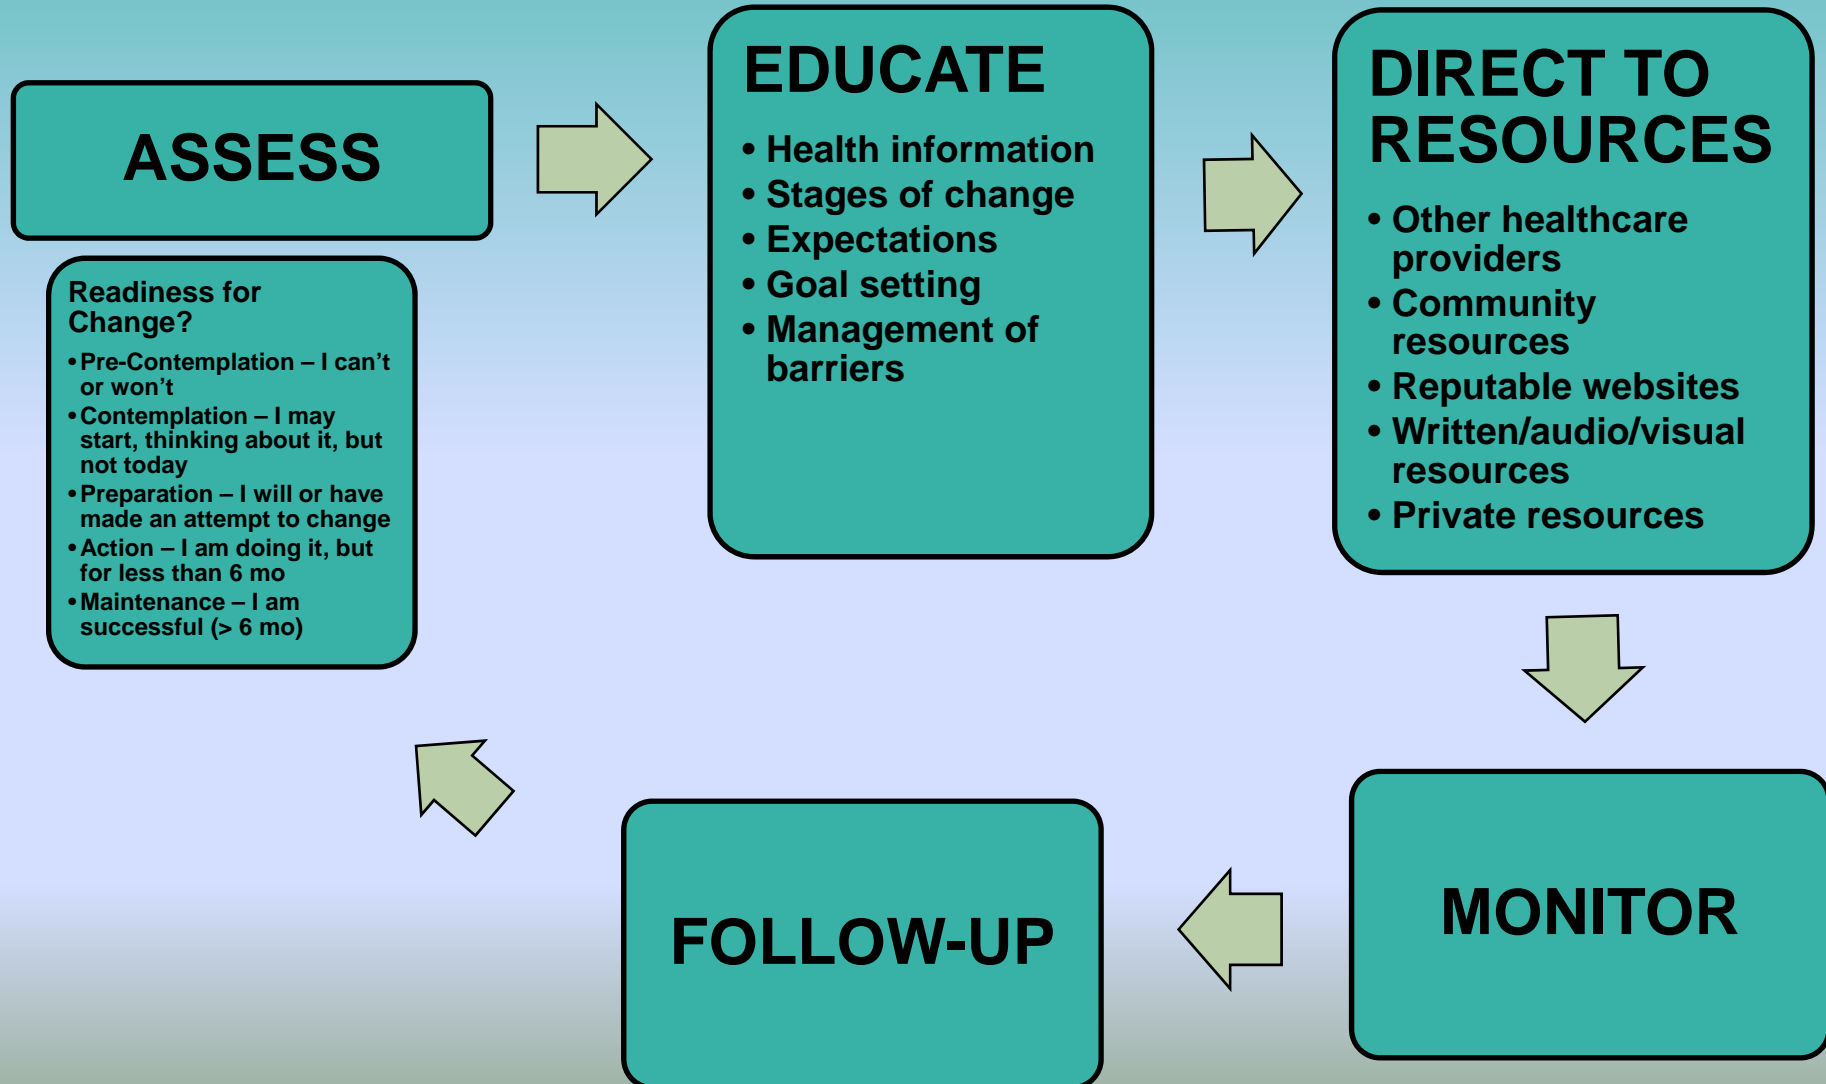 ASSESS
Readiness for
Change?
• Pre-Contemplation – I can't
or won't
• Contemplation – I may
start, thinking about it, but
not today
• Preparation – I will or have
made an attempt to change
• Action – I am doing it, but
for less than 6 mo
• Maintenance – I am
successful (> 6 mo)
EDUCATE
• Health information
• Stages of change
• Expectations
• Goal setting
• Management of
barriers
DIRECT TO
RESOURCES
• Other healthcare
providers
• Community
resources
• Reputable websites
• Written/audio/visual
resources
• Private resources
MONITOR
FOLLOW-UP